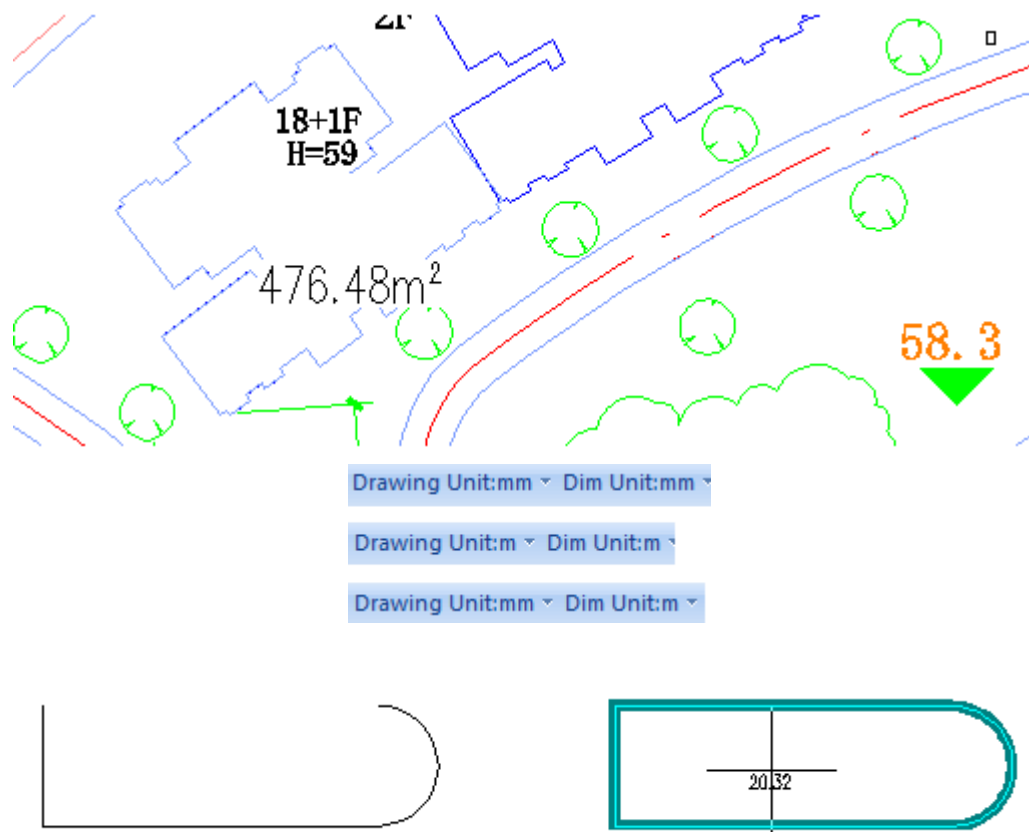 2F
18+1F
H=59
476.48m²
58.3
Drawing Unit:mm Dim Unit:mm
Drawing Unit:m Dim Unit:m
Drawing Unit:mm Dim Unit:m
20.32